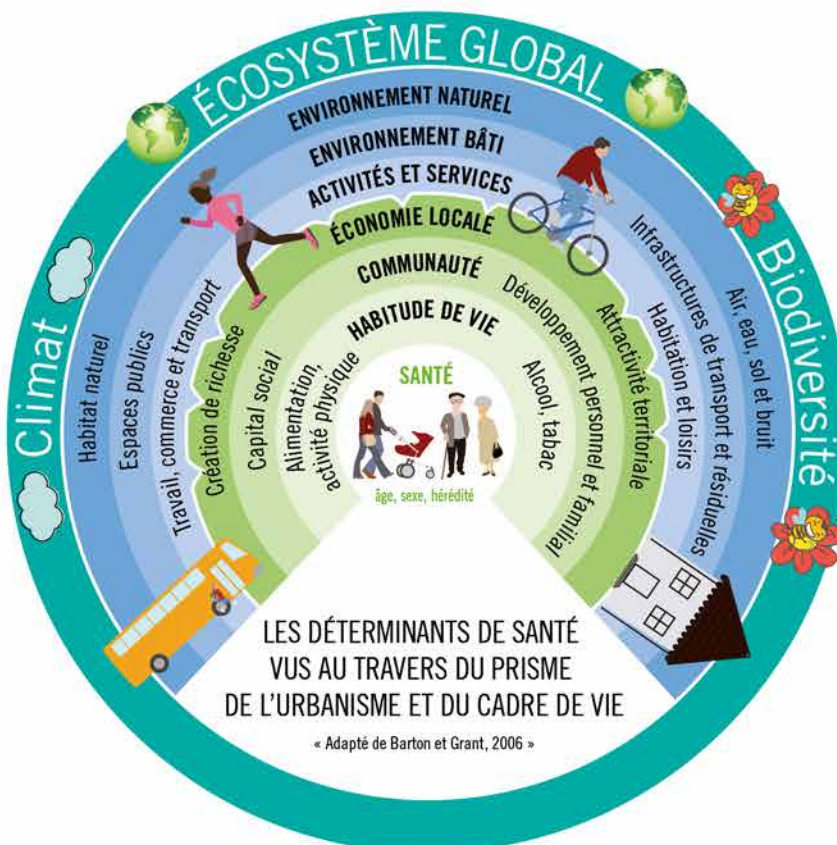 ÉCOSYSTÈME GLOBAL
Climat
Biodiversité
ENVIRONNEMENT NATUREL
Habitat naturel
Air, eau, sol et bruit
ENVIRONNEMENT BÂTI
Espaces publics
Infrastructures de transport et résiduelles
ACTIVITÉS ET SERVICES
Travail, commerce et transport
Habitation et loisirs
ÉCONOMIE LOCALE
Création de richesse
Attractivité territoriale
COMMUNAUTÉ
Capital social
Développement personnel et familial
HABITUDE DE VIE
Alimentation,
activité physique
Alcool, tabac
SANTÉ
âge, sexe, hérédité
LES DÉTERMINANTS DE SANTÉ
VUS AU TRAVERS DU PRISME
DE L'URBANISME ET DU CADRE DE VIE
« Adapté de Barton et Grant, 2006 »